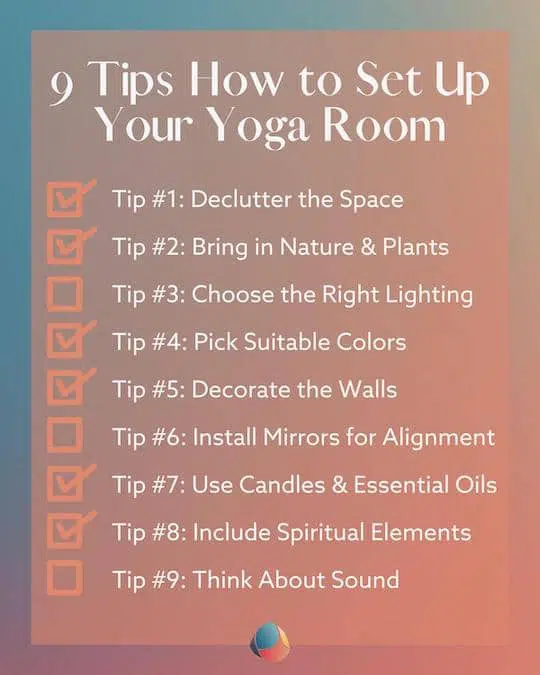 9 Tips How to Set Up
Your Yoga Room
Tip #1: Declutter the Space
Tip #2: Bring in Nature & Plants
Tip #3: Choose the Right Lighting
Tip #4: Pick Suitable Colors
Tip #5: Decorate the Walls
Tip #6: Install Mirrors for Alignment
Tip #7: Use Candles & Essential Oils
Tip #8: Include Spiritual Elements
Tip #9: Think About Sound